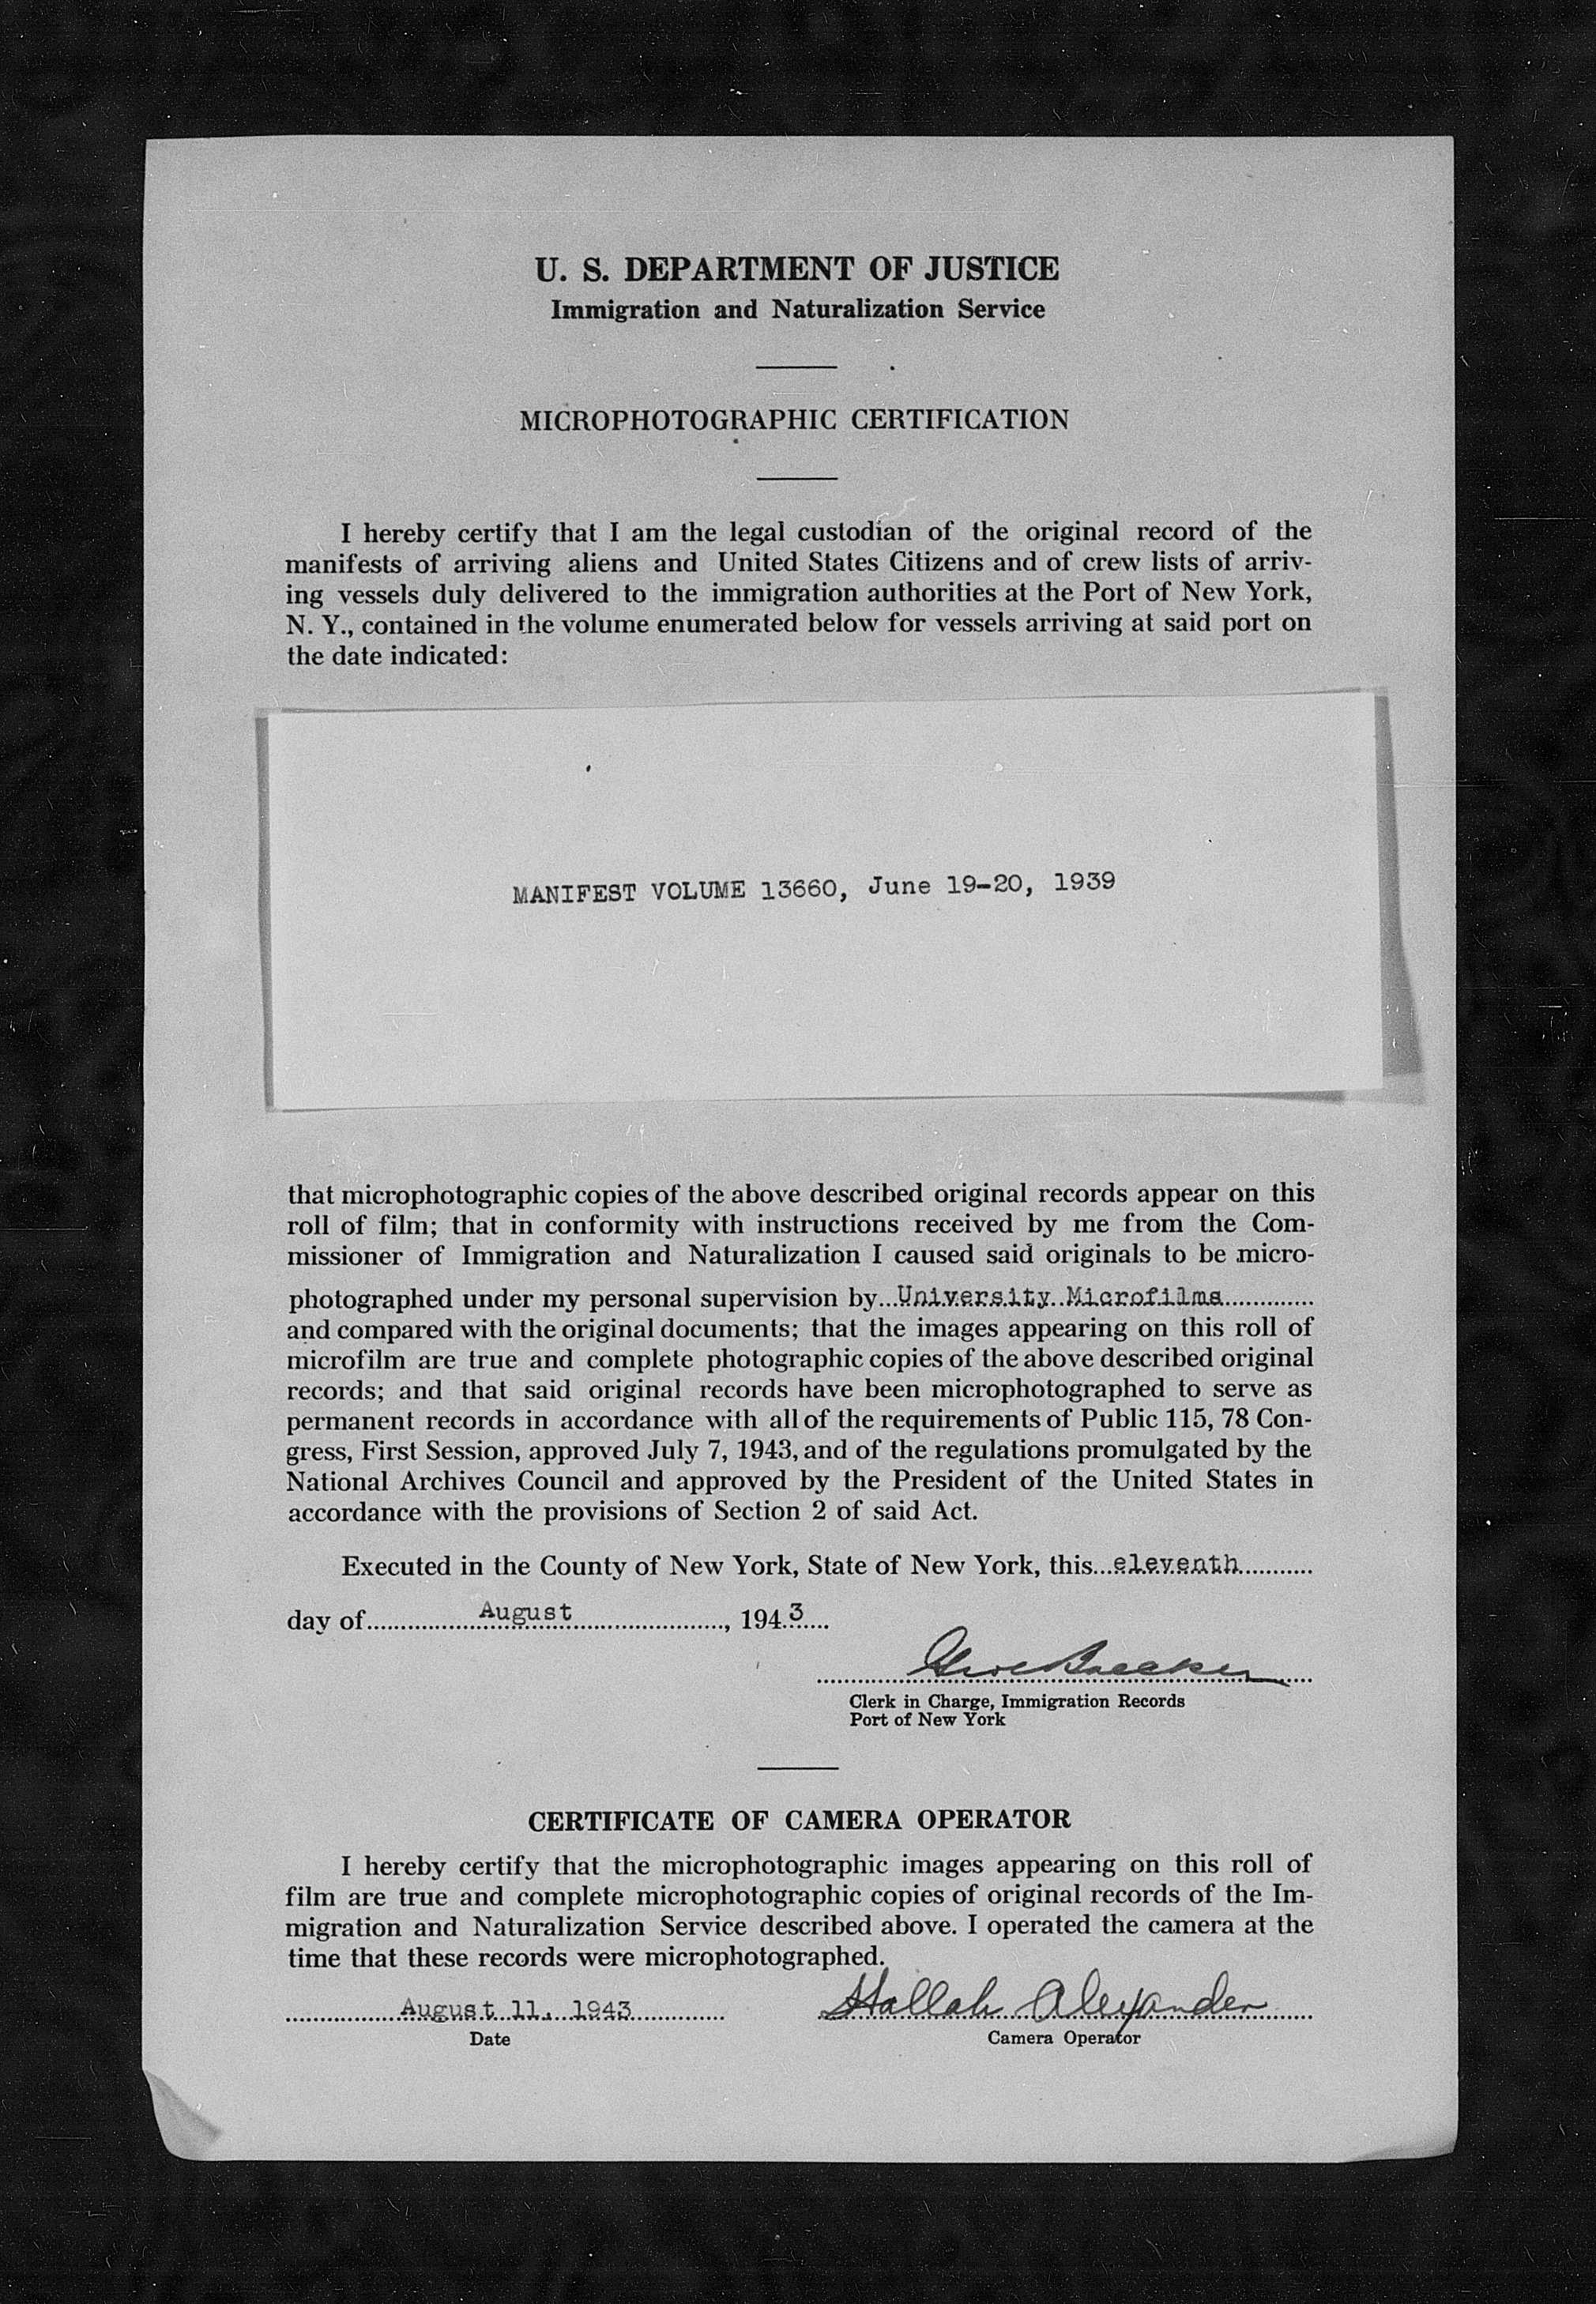 U. S. DEPARTMENT OF JUSTICE
Immigration and Naturalization Service
MICROPHOTOGRAPHIC CERTIFICATION
I hereby certify that I am the legal custodian of the original record of the
manifests of arriving aliens and United States Citizens and of crew lists of arriv-
ing vessels duly delivered to the immigration authorities at the Port of New York,
N. Y., contained in the volume enumerated below for vessels arriving at said port on
the date indicated:
MANIFEST VOLUME 13660, June 19-20, 1939
that microphotographic copies of the above described original records appear on this
roll of film; that in conformity with instructions received by me from the Com-
missioner of Immigration and Naturalization I caused said originals to be micro-
photographed under my personal supervision by University Microfilms
and compared with the original documents; that the images appearing on this roll of
microfilm are true and complete photographic copies of the above described original
records; and that said original records have been microphotographed to serve as
permanent records in accordance with all of the requirements of Public 115, 78 Con-
gress, First Session, approved July 7, 1943, and of the regulations promulgated by the
National Archives Council and approved by the President of the United States in
accordance with the provisions of Section 2 of said Act.
Executed in the County of New York, State of New York, this eleventh
day of August, 1943
Clerk in Charge, Immigration Records
Port of New York
CERTIFICATE OF CAMERA OPERATOR
I hereby certify that the microphotographic images appearing on this roll of
film are true and complete microphotographic copies of original records of the Im-
migration and Naturalization Service described above. I operated the camera at the
time that these records were microphotographed.
August 11, 1943 Hallah Alexander
Date Camera Operator